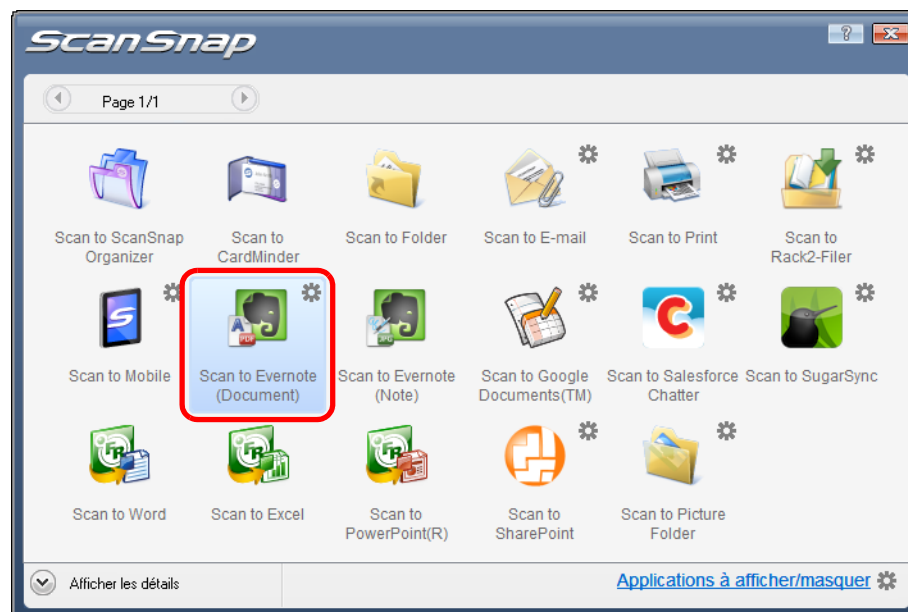 ScanSnap
?
Page 1/1
Scan to ScanSnap
Organizer
Scan to
CardMinder
Scan to Folder
Scan to E-mail
Scan to Print
Scan to
Rack2-Filer
Scan to Mobile
Scan to Evernote
(Document)
Scan to Evernote
(Note)
Scan to Google
Documents(TM)
Scan to Salesforce
Chatter
Scan to SugarSync
Scan to Word
Scan to Excel
Scan to
PowerPoint(R)
Scan to
SharePoint
Scan to Picture
Folder
Afficher les détails
Applications à afficher/masquer